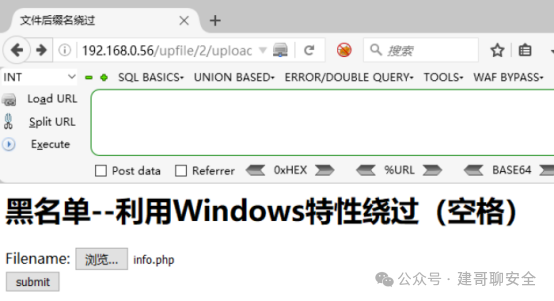 文件后缀名绕过
192.168.0.56/upfile/2/uploac
搜索
INT
SQL BASICS▾ UNION BASED▾ ERROR/DOUBLE QUERY▾ TOOLS▾ WAF BYPASS▾
Load URL
Split URL
Execute
Post data Referrer 0xHEX %URL BASE64
黑名单--利用Windows特性绕过（空格）
Filename: 浏览... info.php
submit
公众号 · 建哥聊安全